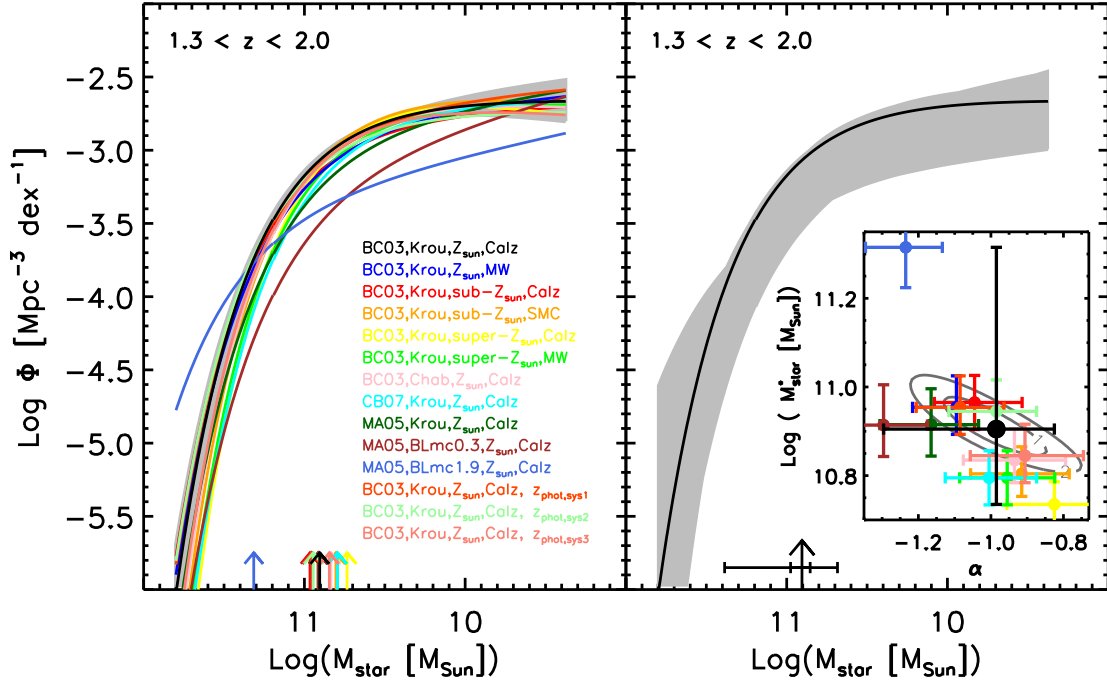 1.3 < z < 2.0
1.3 < z < 2.0
Log Φ [Mpc⁻³ dex⁻¹]
−2.5
−3.0
−3.5
−4.0
−4.5
−5.0
−5.5
BC03,Krou,Z_sun,Calz
BC03,Krou,Z_sun,MW
BC03,Krou,sub−Z_sun,Calz
BC03,Krou,sub−Z_sun,SMC
BC03,Krou,super−Z_sun,Calz
BC03,Krou,super−Z_sun,MW
BC03,Chab,Z_sun,Calz
CB07,Krou,Z_sun,Calz
MA05,Krou,Z_sun,Calz
MA05,BLmc0.3,Z_sun,Calz
MA05,BLmc1.9,Z_sun,Calz
BC03,Krou,Z_sun,Calz, z_phot,sys1
BC03,Krou,Z_sun,Calz, z_phot,sys2
BC03,Krou,Z_sun,Calz, z_phot,sys3
Log ( M*_star [M_Sun])
11.2
11.0
10.8
1
2
−1.2 −1.0 −0.8
α
11 10
11 10
Log(M_star [M_Sun])
Log(M_star [M_Sun])